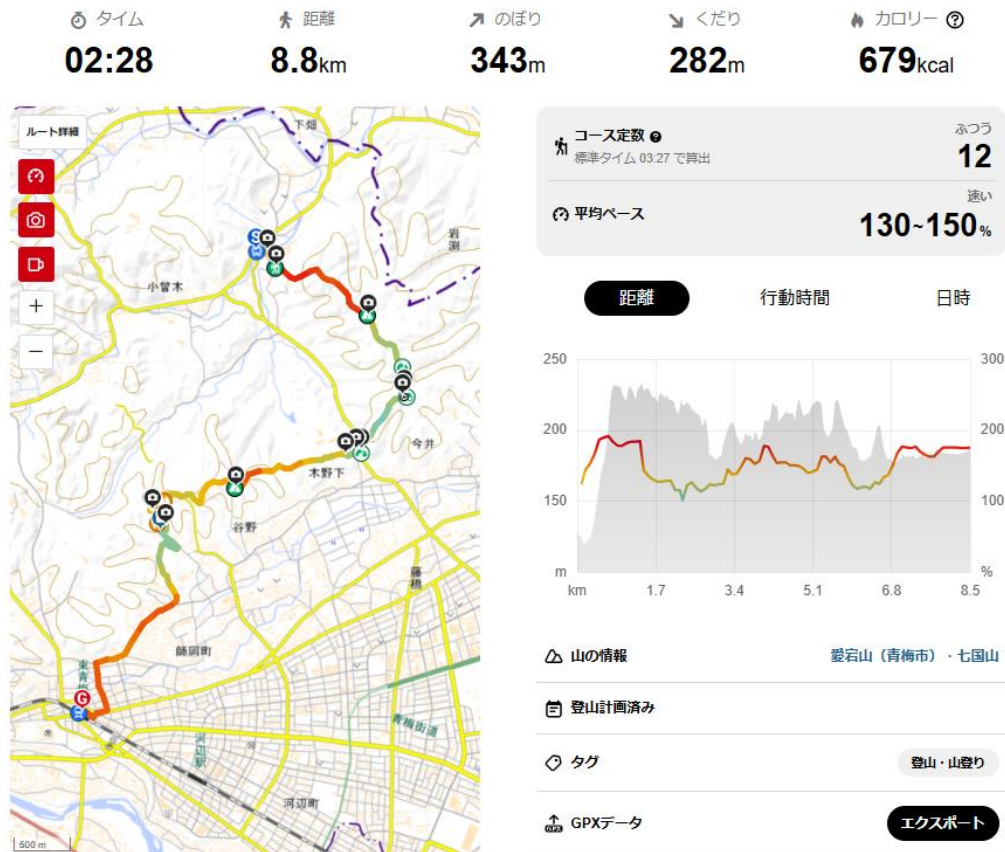 タイム
02:28
距離
8.8km
のぼり
343m
くだり
282m
カロリー ?
679kcal
ルート詳細
+
−
下畑
岩渕
小曾木
S
今井
木野下
谷野
藤橋
師岡町
東青梅
G
青梅街道
河辺駅
河辺町
500 m
コース定数 ?
標準タイム 03:27 で算出
ふつう
12
平均ペース
速い
130~150%
距離
行動時間
日時
250
200
150
m
300
200
100
%
km
1.7
3.4
5.1
6.8
8.5
山の情報
愛宕山（青梅市）・七国山
登山計画済み
タグ
登山・山登り
GPX
GPXデータ
エクスポート